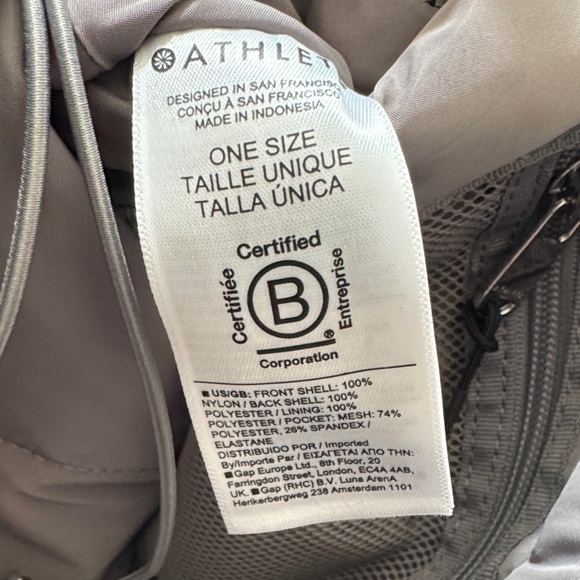 ATHLET
DESIGNED IN SAN FRANCISCO
CONÇU À SAN FRANCISCO
MADE IN INDONESIA
ONE SIZE
TAILLE UNIQUE
TALLA ÚNICA
Certified
Certifiée
B
Entreprise
®
Corporation
■ US/GB: FRONT SHELL: 100%
NYLON / BACK SHELL: 100%
POLYESTER / LINING: 100%
POLYESTER / POCKET: MESH: 74%
POLYESTER, 26% SPANDEX /
ELASTANE
DISTRIBUIDO POR / Imported
By/Importe Par / ΕΙΣΑΓΕΤΑΙ ΑΠΟ ΤΗΝ:
■Gap Europe Ltd., 8th Floor, 20
Farringdon Street, London, EC4A 4AB,
UK. ■Gap (RHC) B.V. Luna ArenA
Herikerbergweg 238 Amsterdam 1101